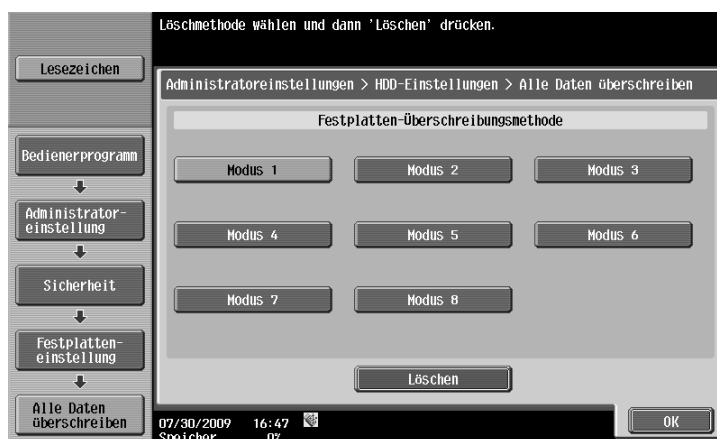 Löschmethode wählen und dann 'Löschen' drücken.
Lesezeichen
Administratoreinstellungen > HDD-Einstellungen > Alle Daten überschreiben
Festplatten-Überschreibungsmethode
Bedienerprogramm
Administrator-
einstellung
Sicherheit
Festplatten-
einstellung
Alle Daten
überschreiben
Modus 1
Modus 2
Modus 3
Modus 4
Modus 5
Modus 6
Modus 7
Modus 8
Löschen
07/30/2009 16:47
Speicher 0%
OK